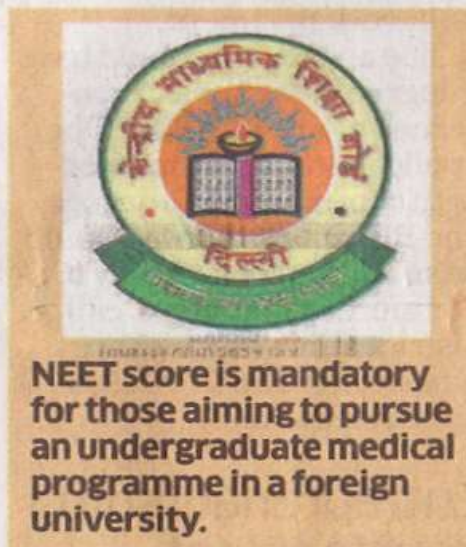 केन्द्रीय माध्यमिक शिक्षा बोर्ड
दिल्ली
NEET score is mandatory
for those aiming to pursue
an undergraduate medical
programme in a foreign
university.